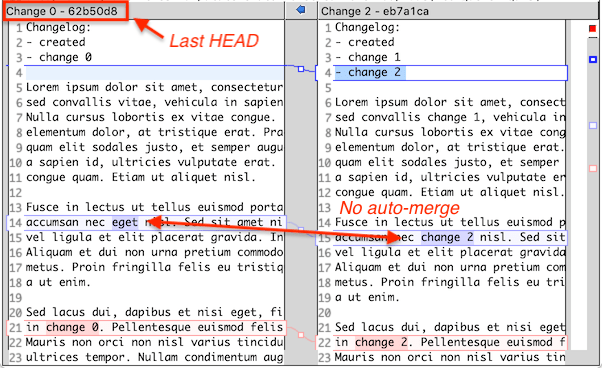 Change 0 - 62b50d8
Last HEAD
1 Changelog:
2 - created
3 - change 0
4
5 Lorem ipsum dolor sit amet, consectetur
6 sed convallis vitae, vehicula in sapien
7 Nulla cursus lobortis ex vitae congue.
8 elementum dolor, at tristique erat. Pra
9 quam elit sodales justo, et semper augu
10 a sapien id, ultricies vulputate erat.
11 congue quam. Etiam ut aliquet nisl.
12
13 Fusce in lectus ut tellus euismod porta
14 accumsan nec eget nisl. Sed sit amet ni
15 vel ligula et elit placerat gravida. In
16 Aliquam et dui non urna pretium commodo
17 metus. Proin fringilla felis eu tristiq
18 a ut enim.
19
20 Sed lacus dui, dapibus et nisi eget, fi
21 in change 0. Pellentesque euismod felis
22 Mauris non orci non nisl varius tincidu
23 ultrices tempor. Nullam condimentum aug
Change 2 - eb7a1ca
1 Changelog:
2 - created
3 - change 1
4 - change 2
5
6 Lorem ipsum dolor sit amet, consec
7 sed convallis change 1, vehicula in
8 Nulla cursus lobortis ex vitae cong
9 elementum dolor, at tristique erat.
10 quam elit sodales justo, et semper
11 a sapien id, ultricies vulputate er
12 congue quam. Etiam ut aliquet nisl.
13
No auto-merge
14 Fusce in lectus ut tellus euismod p
15 accumsan nec change 2 nisl. Sed sit
16 vel ligula et elit placerat gravida
17 Aliquam et dui non urna pretium com
18 metus. Proin fringilla felis eu tri
19 a ut enim.
20
21 Sed lacus dui, dapibus et nisi eget
22 in change 2. Pellentesque euismod f
23 Mauris non orci non nisl varius tin